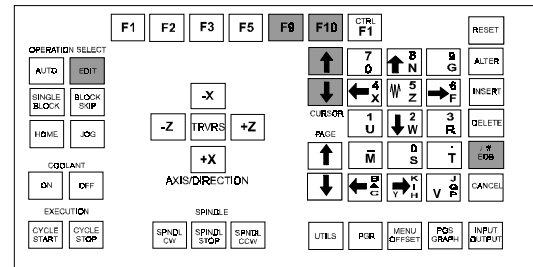 F1 F2 F3 F5 F9 F10 CTRL F1 RESET
OPERATION SELECT
AUTO EDIT
7 O 8 N 9 G ALTER
SINGLE BLOCK BLOCK SKIP
-X
4 X 5 Z 6 F INSERT
CURSOR
HOME JOG
-Z TRVRS +Z
1 U 2 W 3 R DELETE
PAGE
COOLANT
+X
M 0 S T / # EOB
ON OFF
AXIS/DIRECTION
B A C Y K I H V J Q P CANCEL
EXECUTION
SPINDLE
CYCLE START CYCLE STOP SPNDL CW SPNDL STOP SPNDL CCW UTILS PGR MENU OFFSET POS GRAPH INPUT OUTPUT